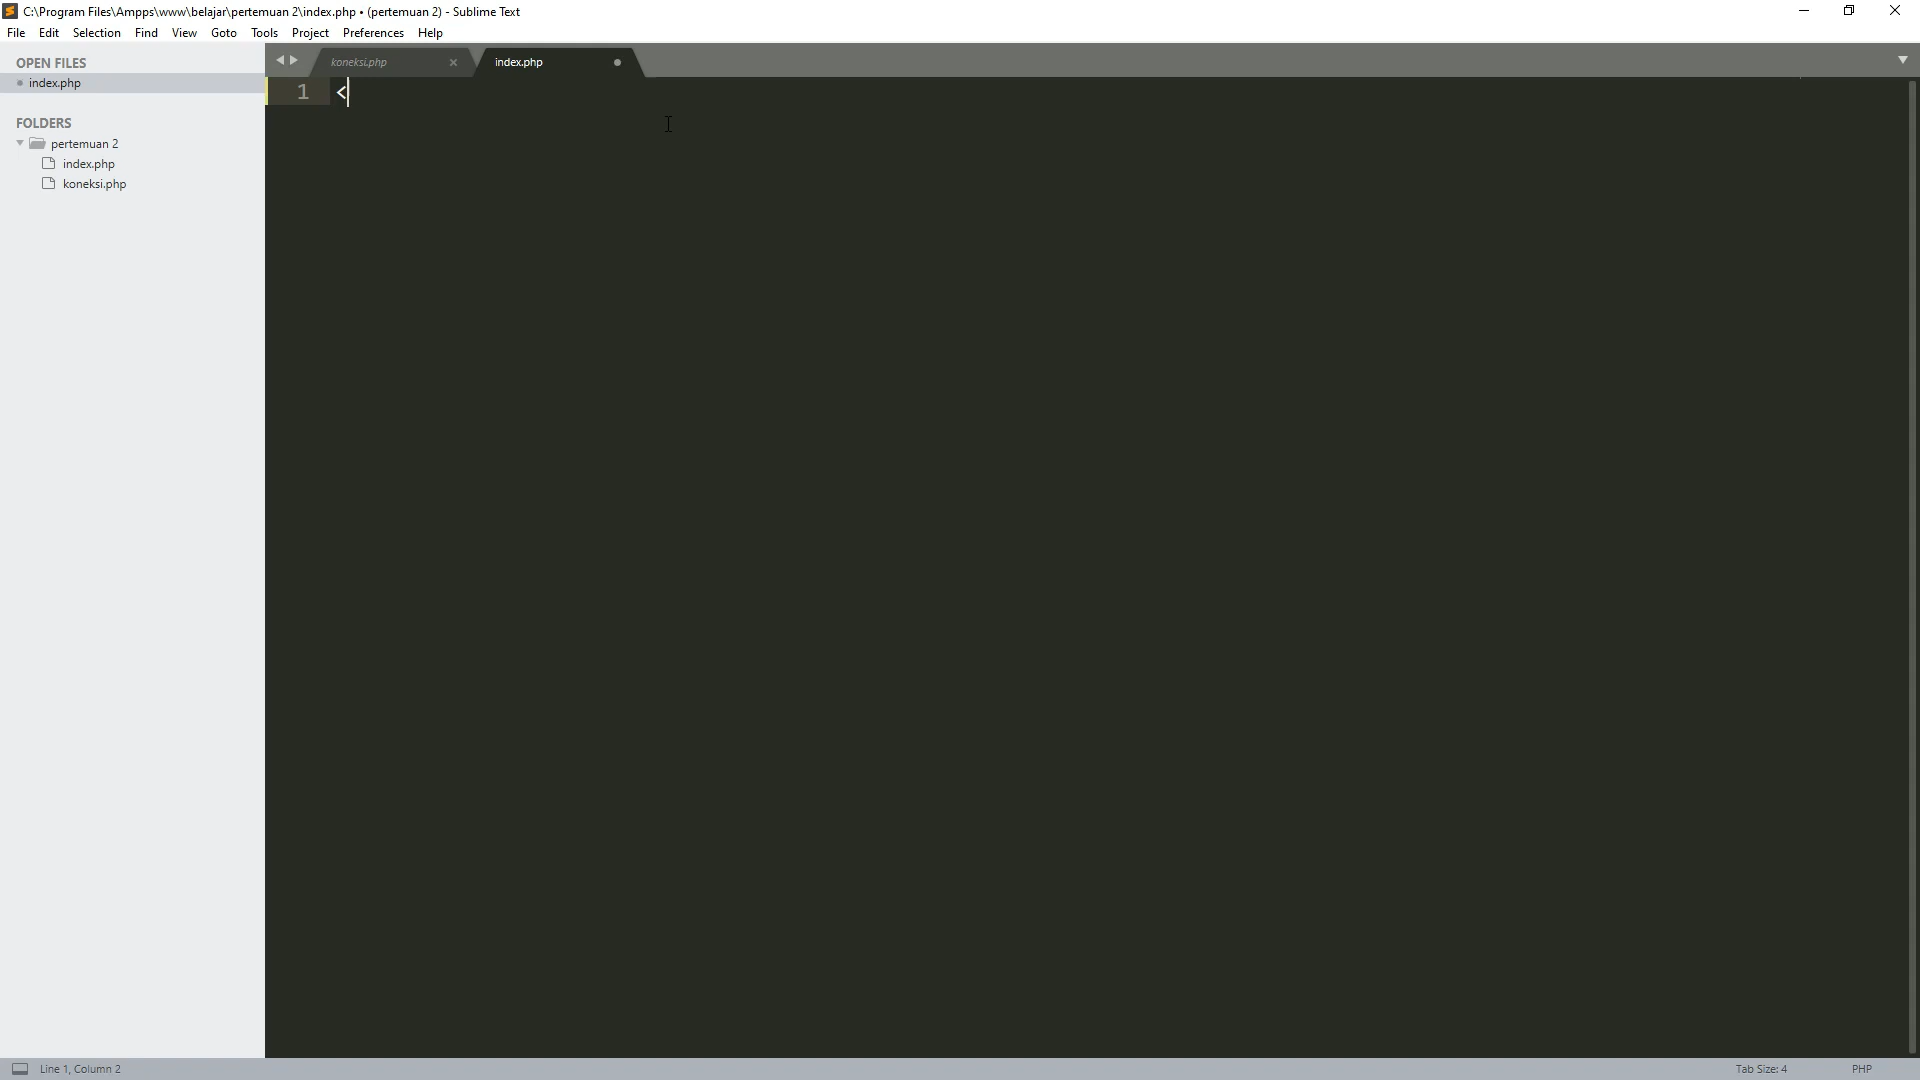 C:\Program Files\Ampps\www\belajar\pertemuan 2\index.php • (pertemuan 2) - Sublime Text
File Edit Selection Find View Goto Tools Project Preferences Help
OPEN FILES
index.php
FOLDERS
pertemuan 2
index.php
koneksi.php
koneksi.php
index.php
1 <
Line 1, Column 2
Tab Size: 4
PHP